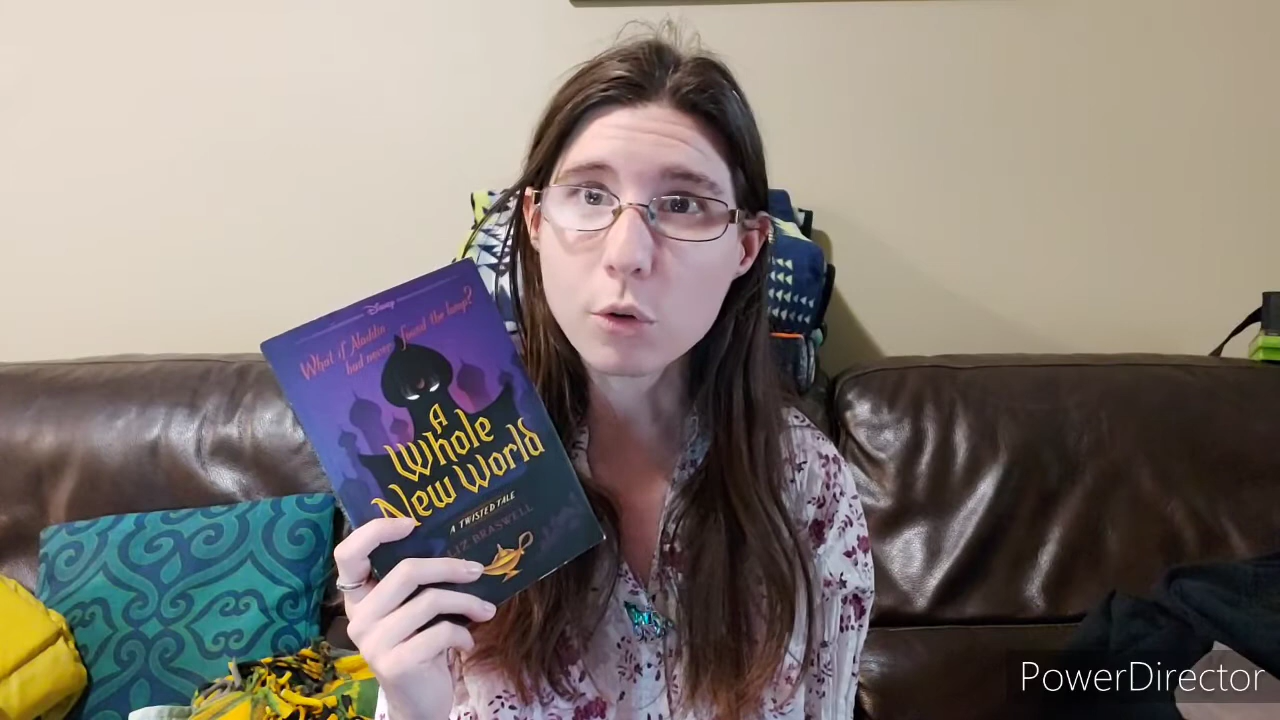 Disney
What if Aladdin
had never found the lamp?
A
Whole
New World
A TWISTED TALE
LIZ BRASWELL
PowerDirector